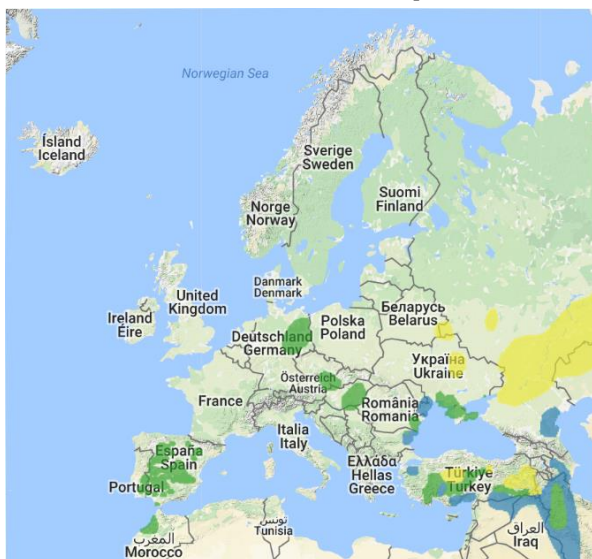 Norwegian Sea
Ísland
Iceland
Sverige
Sweden
Suomi
Finland
Norge
Norway
Danmark
Denmark
United
Kingdom
Ireland
Éire
Беларусь
Belarus
Polska
Poland
Deutschland
Germany
Україна
Ukraine
Österreich
Austria
France
România
Romania
Italia
Italy
España
Spain
Portugal
Ελλάδα
Hellas
Greece
Türkiye
Turkey
تونس
Tunisia
العراق
Iraq
المغرب
Morocco